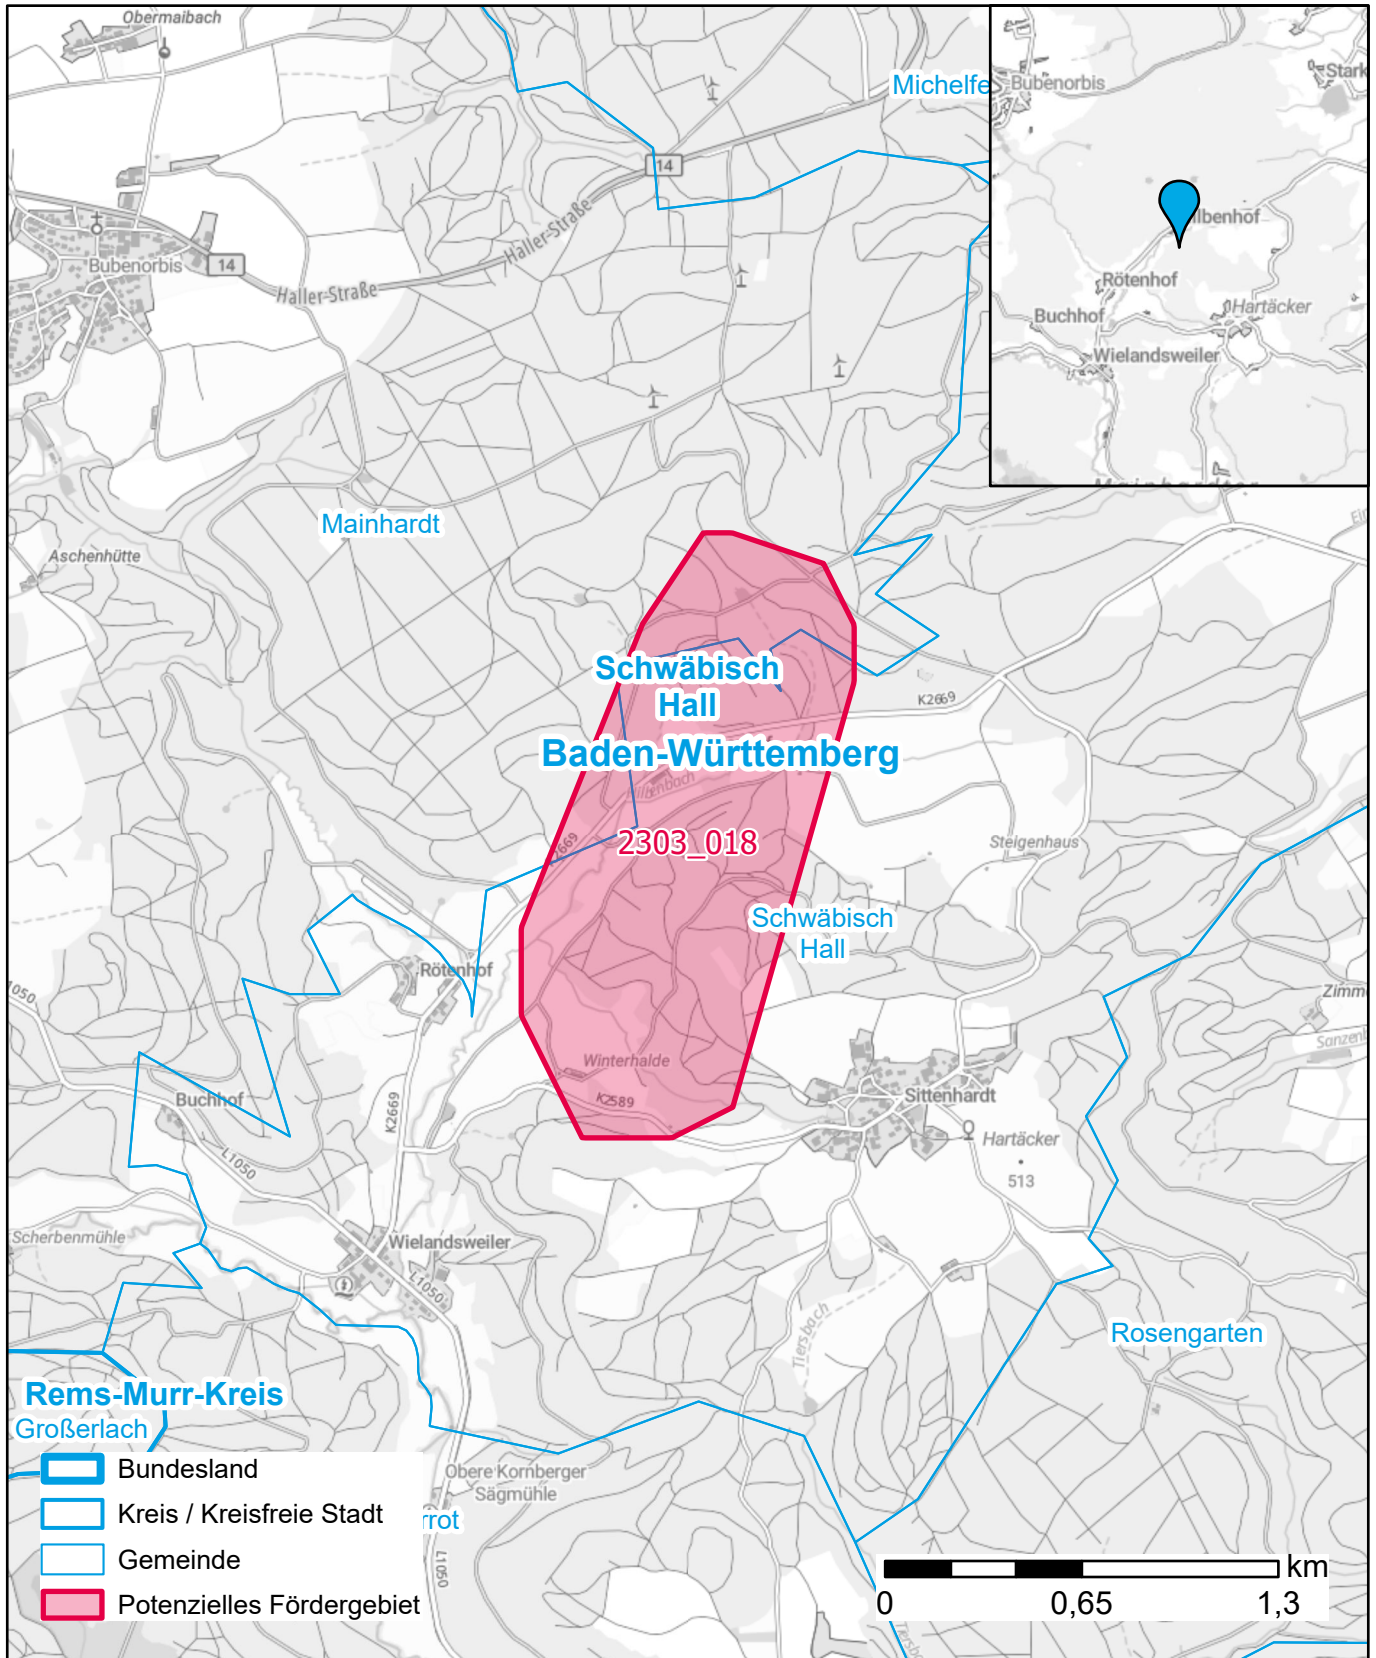 Obermaibach
Michelfe
14
Haller-Straße
Bubenorbis
14
Haller-Straße
Bubenorbis
Stark
Rötenhof
Buchhof
Hartäcker
Wielandsweiler
Mainhardt
Aschenhütte
Schwäbisch
Hall
K2669
Baden-Württemberg
2303_018
Steigenhaus
Schwäbisch
Hall
Rötenhof
Zimm
Winterhalde
K2589
Sittenhardt
Buchhof
K2669
L1050
Hartäcker
513
Scherbenmühle
Wielandsweiler
L1050
Tiersbach
Rosengarten
Rems-Murr-Kreis
Großerlach
Obere Kornberger
Sägmühle
rrot
L1050
Bundesland
Kreis / Kreisfreie Stadt
Gemeinde
Potenzielles Fördergebiet
km
0 0,65 1,3